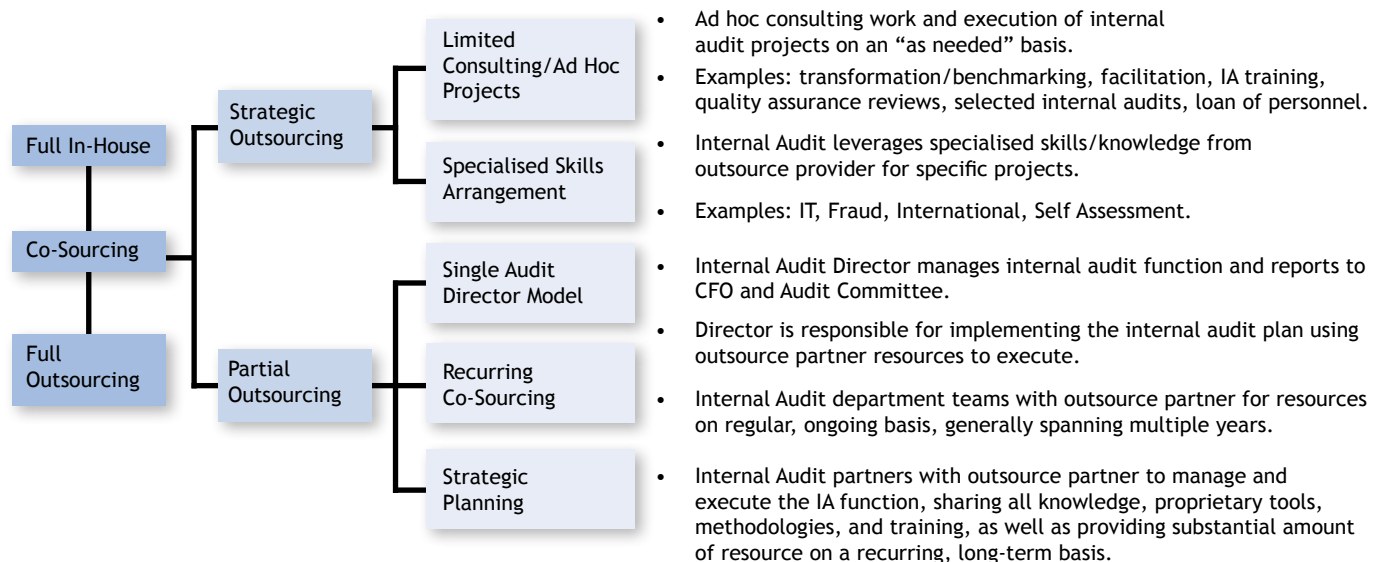 Full In-House
Co-Sourcing
Full
Outsourcing
Strategic
Outsourcing
Partial
Outsourcing
Limited
Consulting/Ad Hoc
Projects
Specialised Skills
Arrangement
Single Audit
Director Model
Recurring
Co-Sourcing
Strategic
Planning
• Ad hoc consulting work and execution of internal
audit projects on an “as needed” basis.
• Examples: transformation/benchmarking, facilitation, IA training,
quality assurance reviews, selected internal audits, loan of personnel.
• Internal Audit leverages specialised skills/knowledge from
outsource provider for specific projects.
• Examples: IT, Fraud, International, Self Assessment.
• Internal Audit Director manages internal audit function and reports to
CFO and Audit Committee.
• Director is responsible for implementing the internal audit plan using
outsource partner resources to execute.
• Internal Audit department teams with outsource partner for resources
on regular, ongoing basis, generally spanning multiple years.
• Internal Audit partners with outsource partner to manage and
execute the IA function, sharing all knowledge, proprietary tools,
methodologies, and training, as well as providing substantial amount
of resource on a recurring, long-term basis.